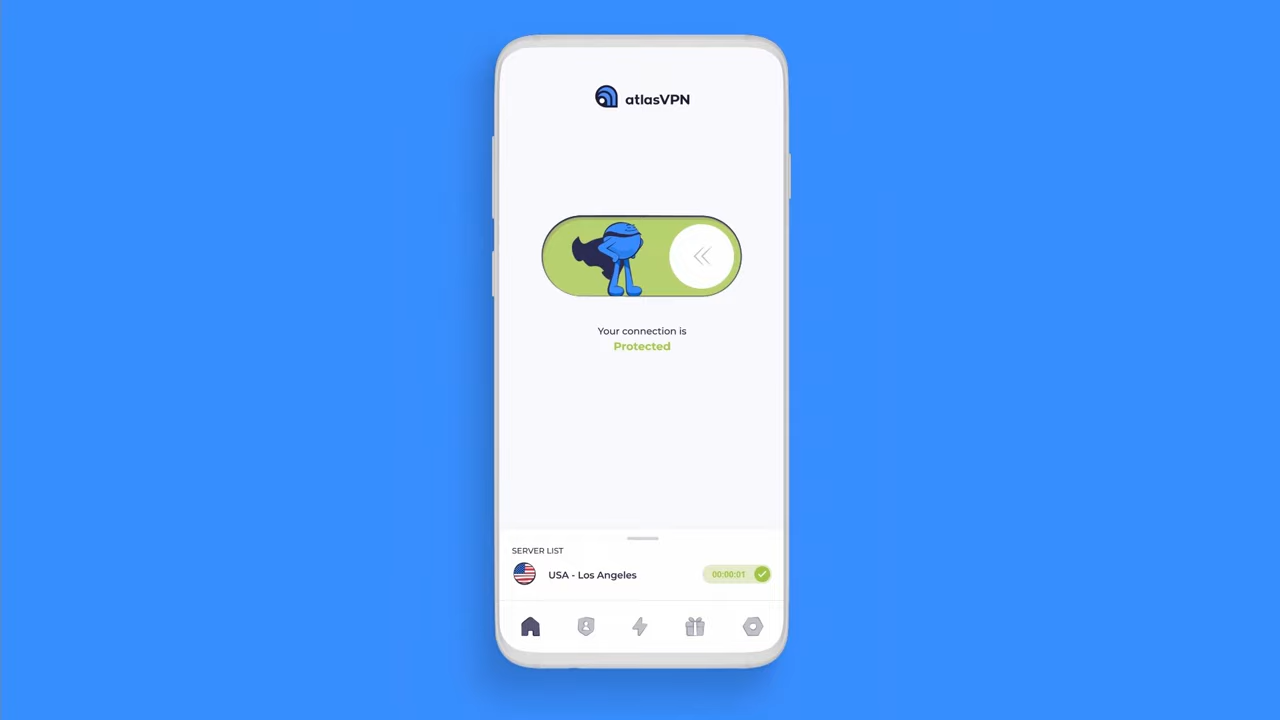 atlasVPN
Your connection is
Protected
SERVER LIST
USA - Los Angeles
00:00:01